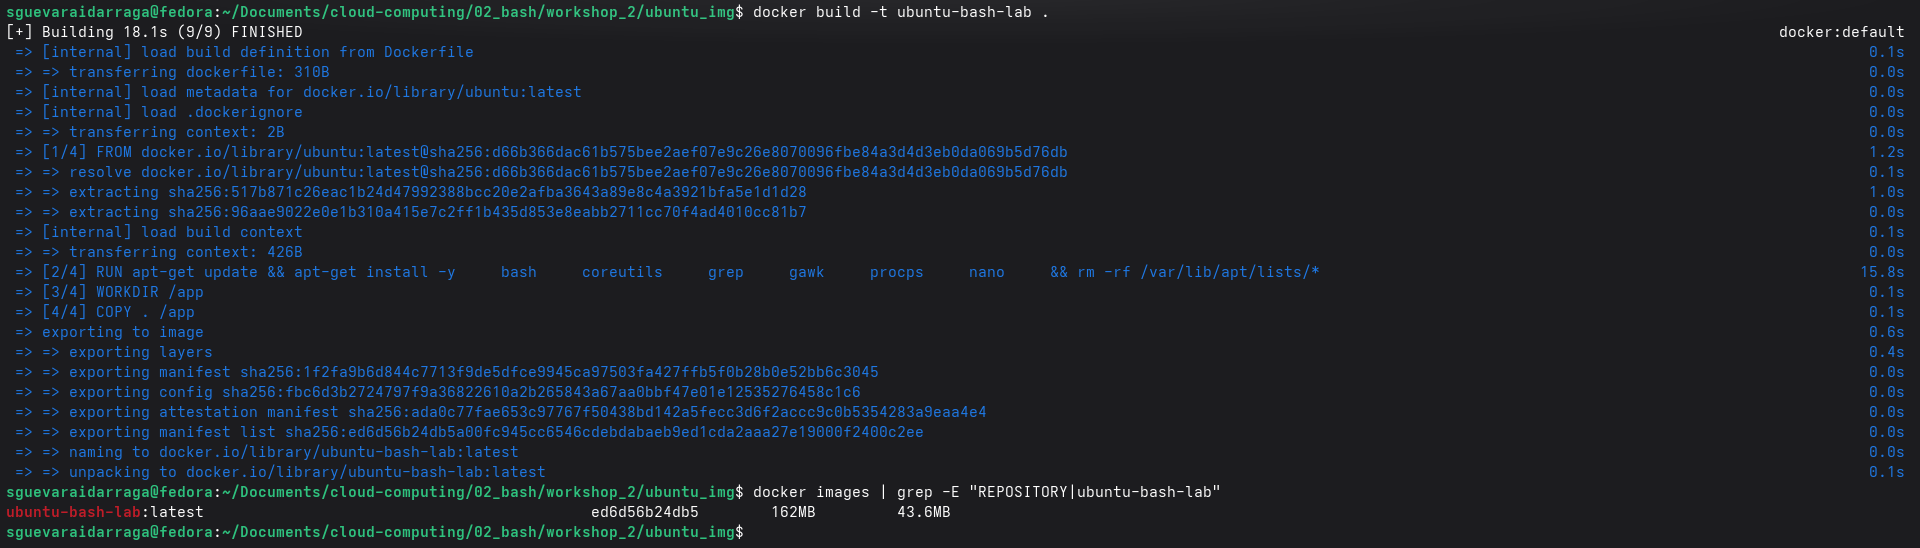 sguevaraidarraga@fedora:~/Documents/cloud-computing/02_bash/workshop_2/ubuntu_img$ docker build -t ubuntu-bash-lab .
[+] Building 18.1s (9/9) FINISHED docker:default
=> [internal] load build definition from Dockerfile 0.1s
=> => transferring dockerfile: 310B 0.0s
=> [internal] load metadata for docker.io/library/ubuntu:latest 0.0s
=> [internal] load .dockerignore 0.0s
=> => transferring context: 2B 0.0s
=> [1/4] FROM docker.io/library/ubuntu:latest@sha256:d66b366dac61b575bee2aef07e9c26e8070096fbe84a3d4d3eb0da069b5d76db 1.2s
=> => resolve docker.io/library/ubuntu:latest@sha256:d66b366dac61b575bee2aef07e9c26e8070096fbe84a3d4d3eb0da069b5d76db 0.1s
=> => extracting sha256:517b871c26eac1b24d47992388bcc20e2afba3643a89e8c4a3921bfa5e1d1d28 1.0s
=> => extracting sha256:96aae9022e0e1b310a415e7c2ff1b435d853e8eabb2711cc70f4ad4010cc81b7 0.0s
=> [internal] load build context 0.1s
=> => transferring context: 426B 0.0s
=> [2/4] RUN apt-get update && apt-get install -y     bash     coreutils     grep     gawk     procps     nano     && rm -rf /var/lib/apt/lists/* 15.8s
=> [3/4] WORKDIR /app 0.1s
=> [4/4] COPY . /app 0.1s
=> exporting to image 0.6s
=> => exporting layers 0.4s
=> => exporting manifest sha256:1f2fa9b6d844c7713f9de5dfce9945ca97503fa427ffb5f0b28b0e52bb6c3045 0.0s
=> => exporting config sha256:fbc6d3b2724797f9a36822610a2b265843a67aa0bbf47e01e12535276458c1c6 0.0s
=> => exporting attestation manifest sha256:ada0c77fae653c97767f50438bd142a5fecc3d6f2accc9c0b5354283a9eaa4e4 0.0s
=> => exporting manifest list sha256:ed6d56b24db5a00fc945cc6546cdebdabaeb9ed1cda2aaa27e19000f2400c2ee 0.0s
=> => naming to docker.io/library/ubuntu-bash-lab:latest 0.0s
=> => unpacking to docker.io/library/ubuntu-bash-lab:latest 0.1s
sguevaraidarraga@fedora:~/Documents/cloud-computing/02_bash/workshop_2/ubuntu_img$ docker images | grep -E "REPOSITORY|ubuntu-bash-lab"
ubuntu-bash-lab:latest ed6d56b24db5 162MB 43.6MB
sguevaraidarraga@fedora:~/Documents/cloud-computing/02_bash/workshop_2/ubuntu_img$